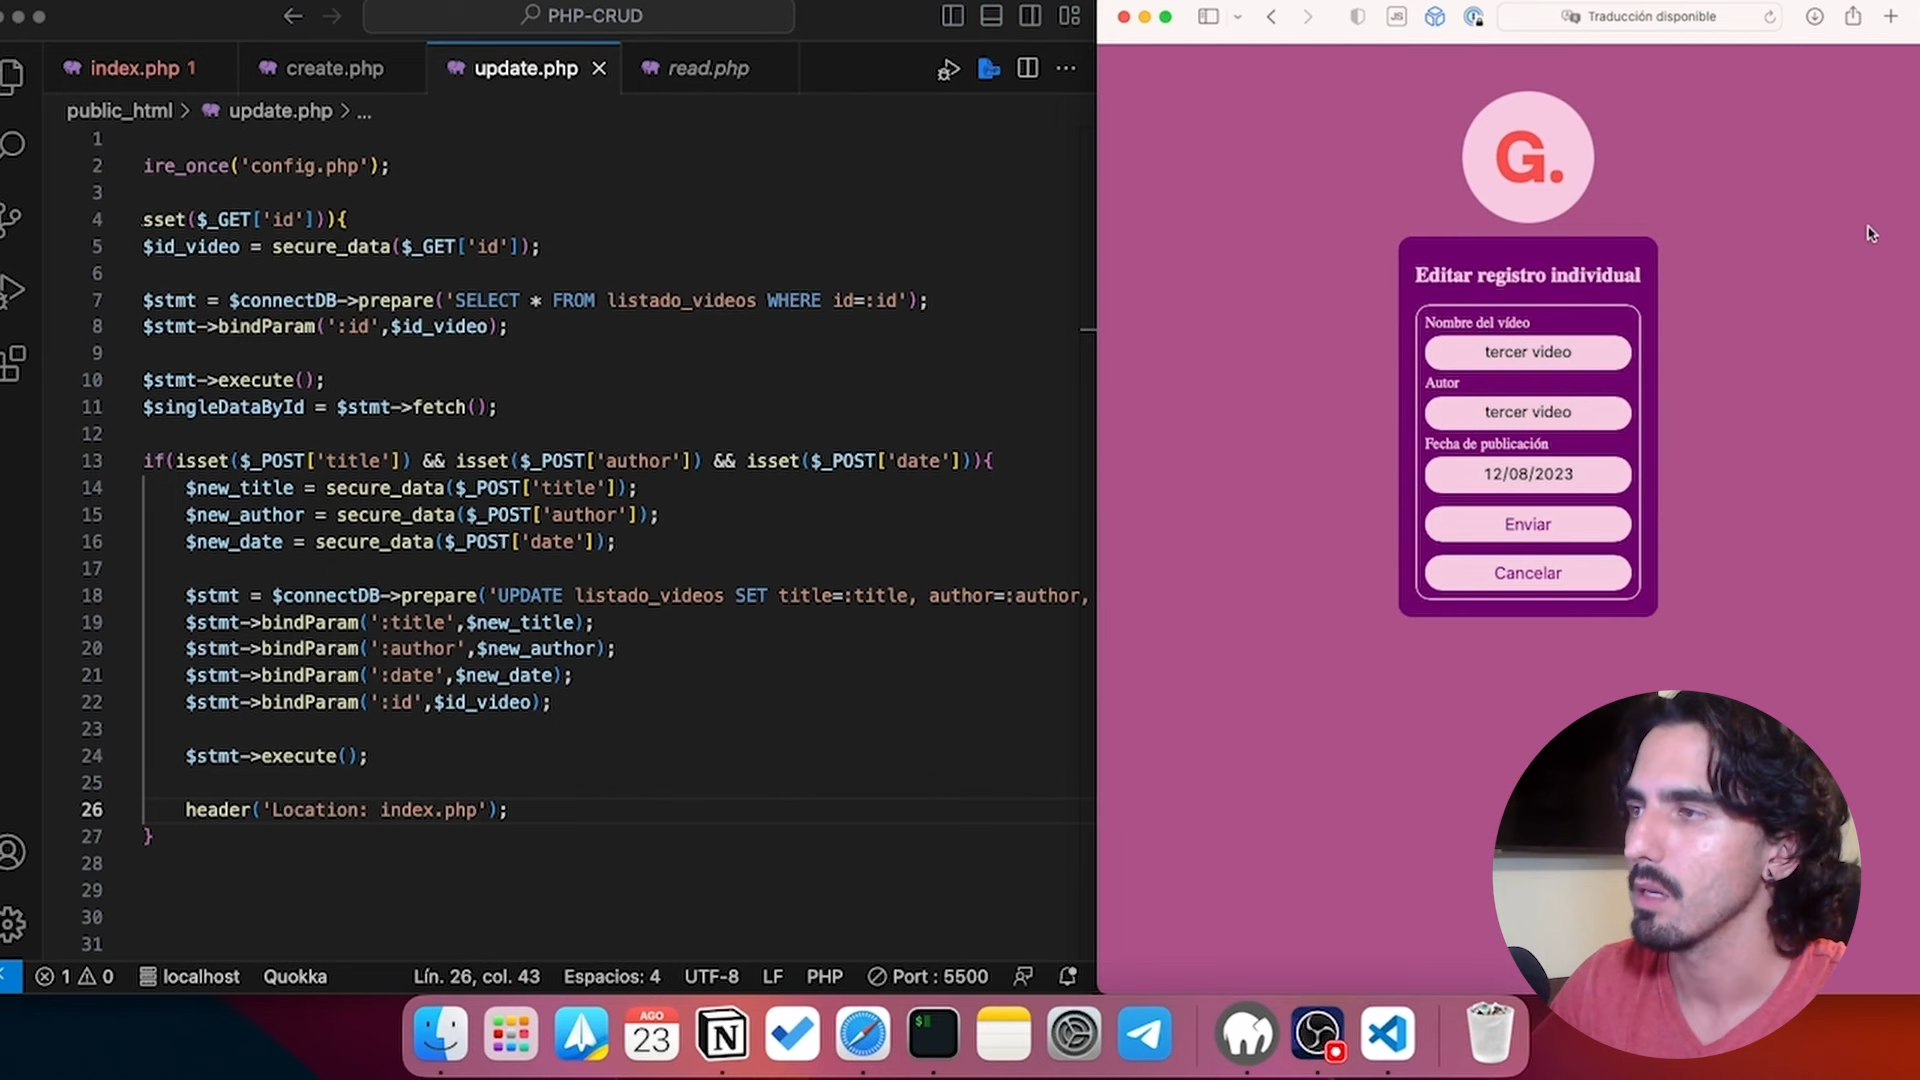 PHP-CRUD
index.php 1
create.php
update.php
read.php
public_html > update.php > ...
1
2 ire_once('config.php');
3
4 sset($_GET['id'])){
5 $id_video = secure_data($_GET['id']);
6
7 $stmt = $connectDB->prepare('SELECT * FROM listado_videos WHERE id=:id');
8 $stmt->bindParam(':id',$id_video);
9
10 $stmt->execute();
11 $singleDataById = $stmt->fetch();
12
13 if(isset($_POST['title']) && isset($_POST['author']) && isset($_POST['date'])){
14 $new_title = secure_data($_POST['title']);
15 $new_author = secure_data($_POST['author']);
16 $new_date = secure_data($_POST['date']);
17
18 $stmt = $connectDB->prepare('UPDATE listado_videos SET title=:title, author=:author,
19 $stmt->bindParam(':title',$new_title);
20 $stmt->bindParam(':author',$new_author);
21 $stmt->bindParam(':date',$new_date);
22 $stmt->bindParam(':id',$id_video);
23
24 $stmt->execute();
25
26 header('Location: index.php');
27 }
28
29
30
31
1 0 localhost Quokka Lín. 26, col. 43 Espacios: 4 UTF-8 LF PHP Port : 5500
JS
Traducción disponible
G.
Editar registro individual
Nombre del vídeo
tercer video
Autor
tercer video
Fecha de publicación
12/08/2023
Enviar
Cancelar
AGO
23
N
$